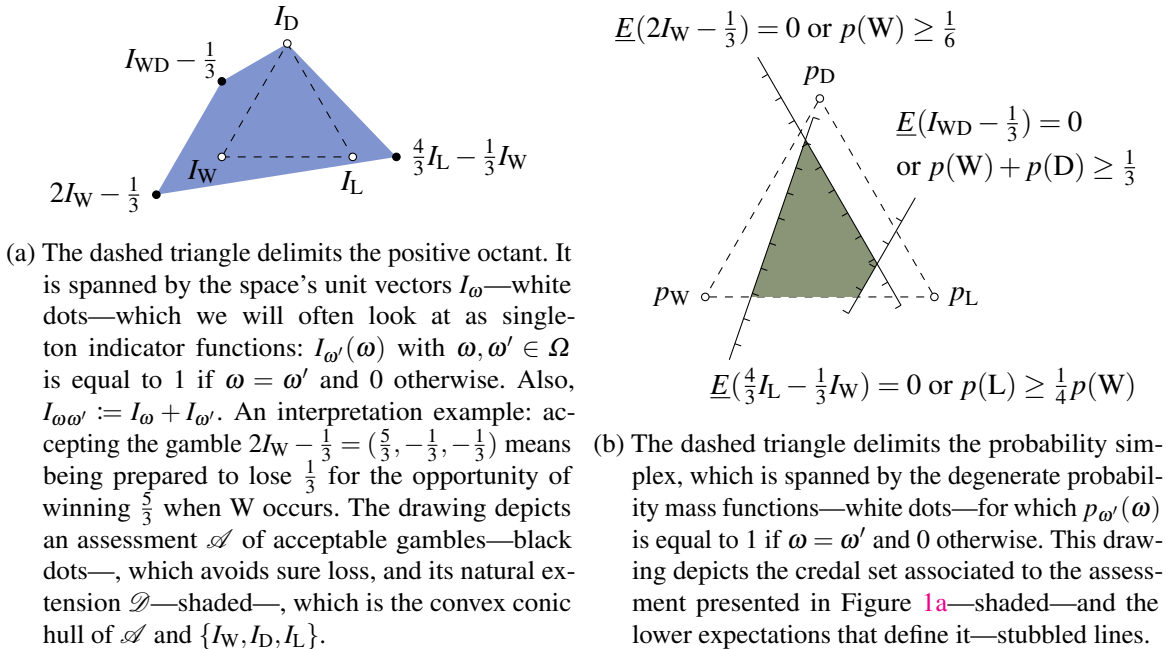 I_D
I_WD − 1/3
I_W
I_L
4/3 I_L − 1/3 I_W
2I_W − 1/3
(a) The dashed triangle delimits the positive octant. It
is spanned by the space's unit vectors I_ω—white
dots—which we will often look at as single-
ton indicator functions: I_ω′(ω) with ω, ω′ ∈ Ω
is equal to 1 if ω = ω′ and 0 otherwise. Also,
I_ωω′ := I_ω + I_ω′. An interpretation example: ac-
cepting the gamble 2I_W − 1/3 = (5/3, −1/3, −1/3) means
being prepared to lose 1/3 for the opportunity of
winning 5/3 when W occurs. The drawing depicts
an assessment 𝒜 of acceptable gambles—black
dots—, which avoids sure loss, and its natural ex-
tension 𝒟—shaded—, which is the convex conic
hull of 𝒜 and {I_W, I_D, I_L}.
E̲(2I_W − 1/3) = 0 or p(W) ≥ 1/6
p_D
E̲(I_WD − 1/3) = 0
or p(W) + p(D) ≥ 1/3
p_W
p_L
E̲(4/3 I_L − 1/3 I_W) = 0 or p(L) ≥ 1/4 p(W)
(b) The dashed triangle delimits the probability sim-
plex, which is spanned by the degenerate probabil-
ity mass functions—white dots—for which p_ω′(ω)
is equal to 1 if ω = ω′ and 0 otherwise. This draw-
ing depicts the credal set associated to the assess-
ment presented in Figure 1a—shaded—and the
lower expectations that define it—stubbled lines.